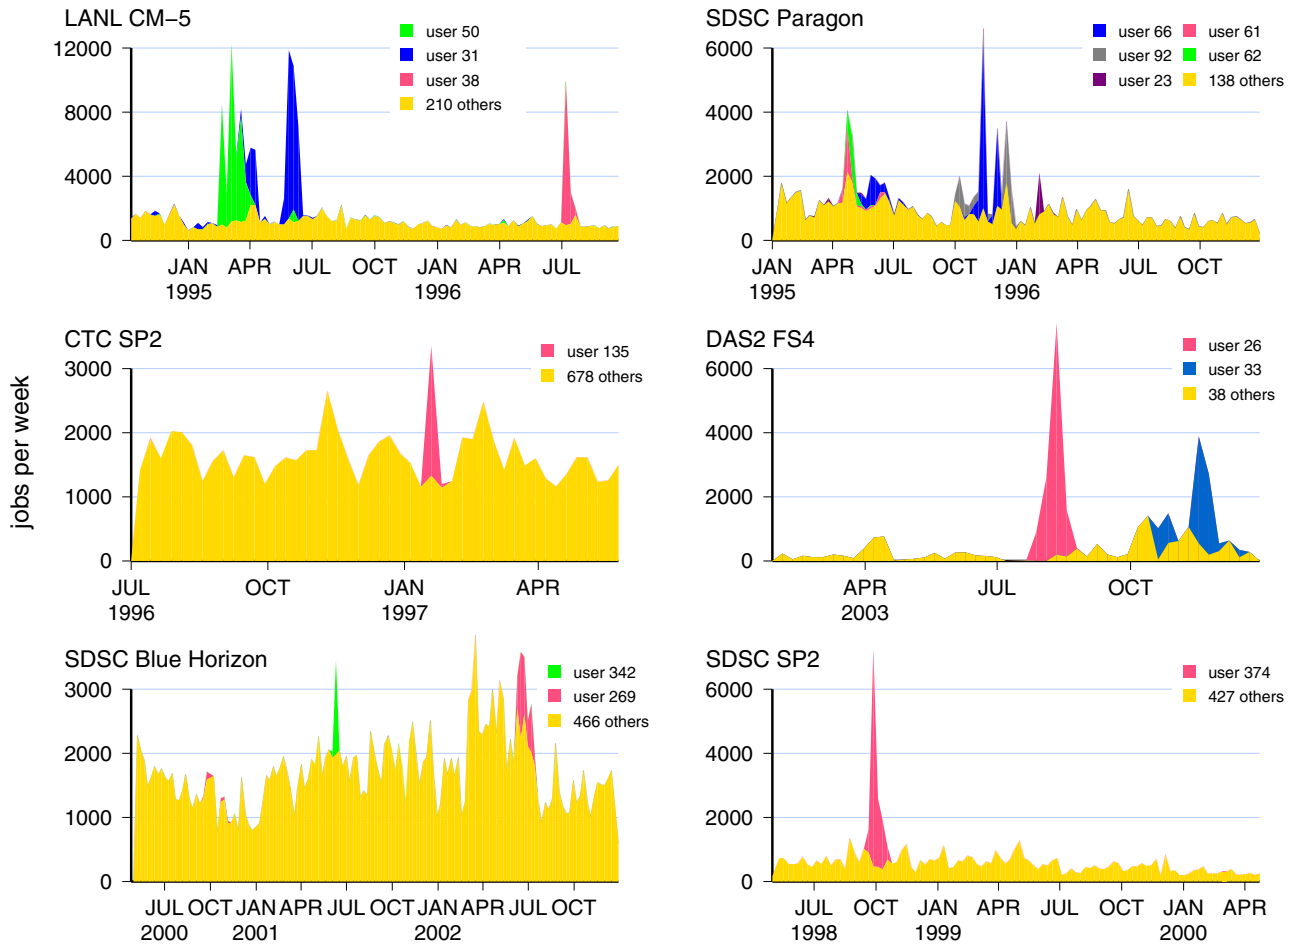 LANL CM−5
user 50
user 31
user 38
210 others
12000
8000
4000
0
JAN APR JUL OCT JAN APR JUL
1995 1996
SDSC Paragon
user 66 user 61
user 92 user 62
user 23 138 others
6000
4000
2000
0
JAN APR JUL OCT JAN APR JUL OCT
1995 1996
jobs per week
CTC SP2
user 135
678 others
3000
2000
1000
0
JUL OCT JAN APR
1996 1997
DAS2 FS4
user 26
user 33
38 others
6000
4000
2000
0
APR JUL OCT
2003
SDSC Blue Horizon
user 342
user 269
466 others
3000
2000
1000
0
JUL OCT JAN APR JUL OCT JAN APR JUL OCT
2000 2001 2002
SDSC SP2
user 374
427 others
6000
4000
2000
0
JUL OCT JAN APR JUL OCT JAN APR
1998 1999 2000